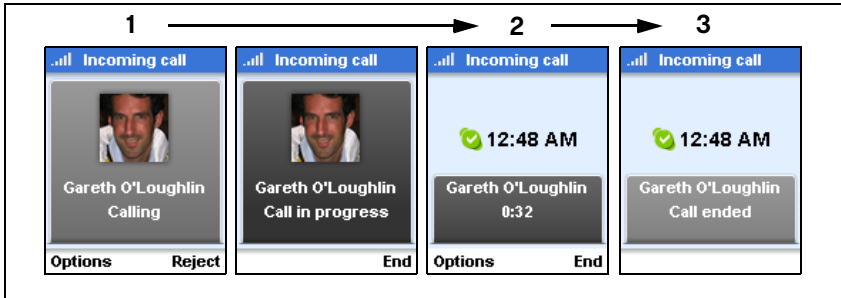 1 2 3
Incoming call
Gareth O'Loughlin
Calling
Options Reject
Incoming call
Gareth O'Loughlin
Call in progress
End
Incoming call
12:48 AM
Gareth O'Loughlin
0:32
Options End
Incoming call
12:48 AM
Gareth O'Loughlin
Call ended